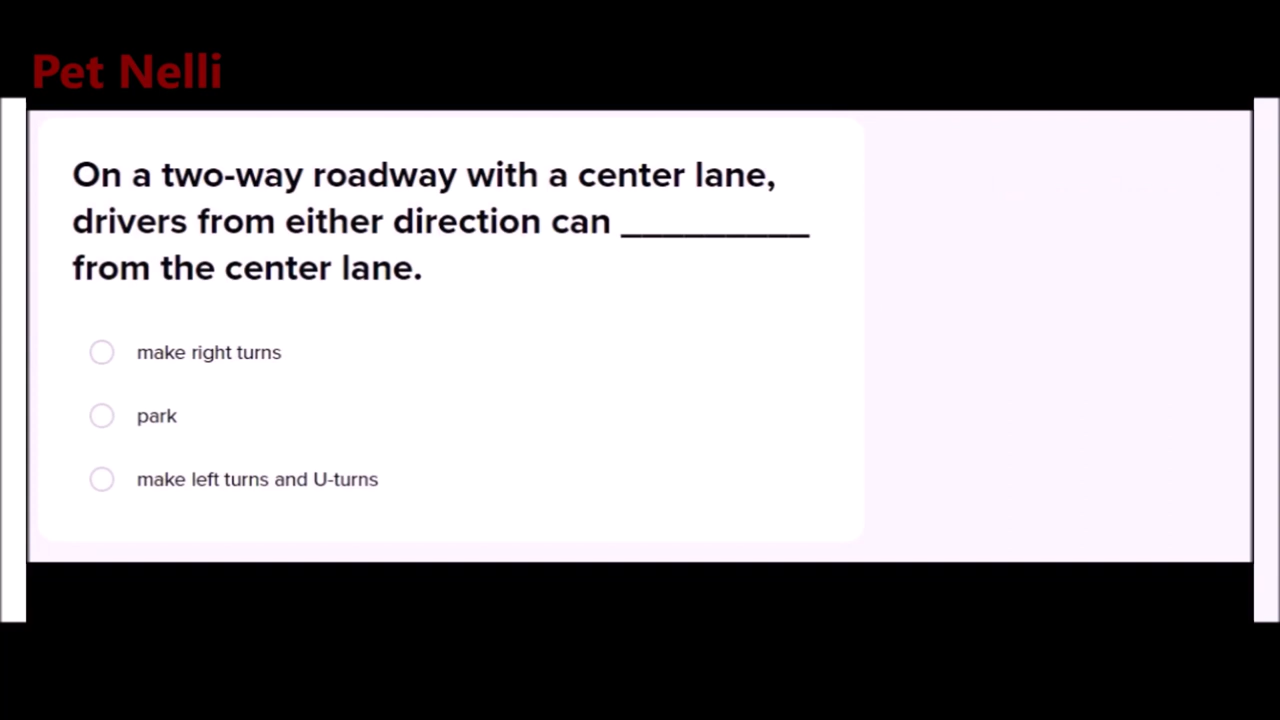 Pet Nelli
On a two-way roadway with a center lane,
drivers from either direction can _________
from the center lane.
make right turns
park
make left turns and U-turns